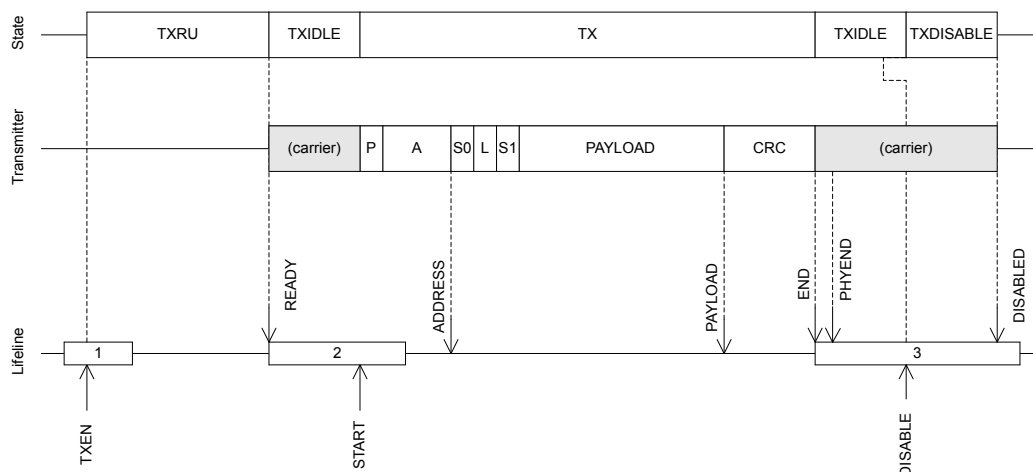 State
TXRU
TXIDLE
TX
TXIDLE
TXDISABLE
Transmitter
(carrier)
P
A
S0
L
S1
PAYLOAD
CRC
(carrier)
READY
ADDRESS
PAYLOAD
END
PHYEND
DISABLED
Lifeline
1
2
3
TXEN
START
DISABLE